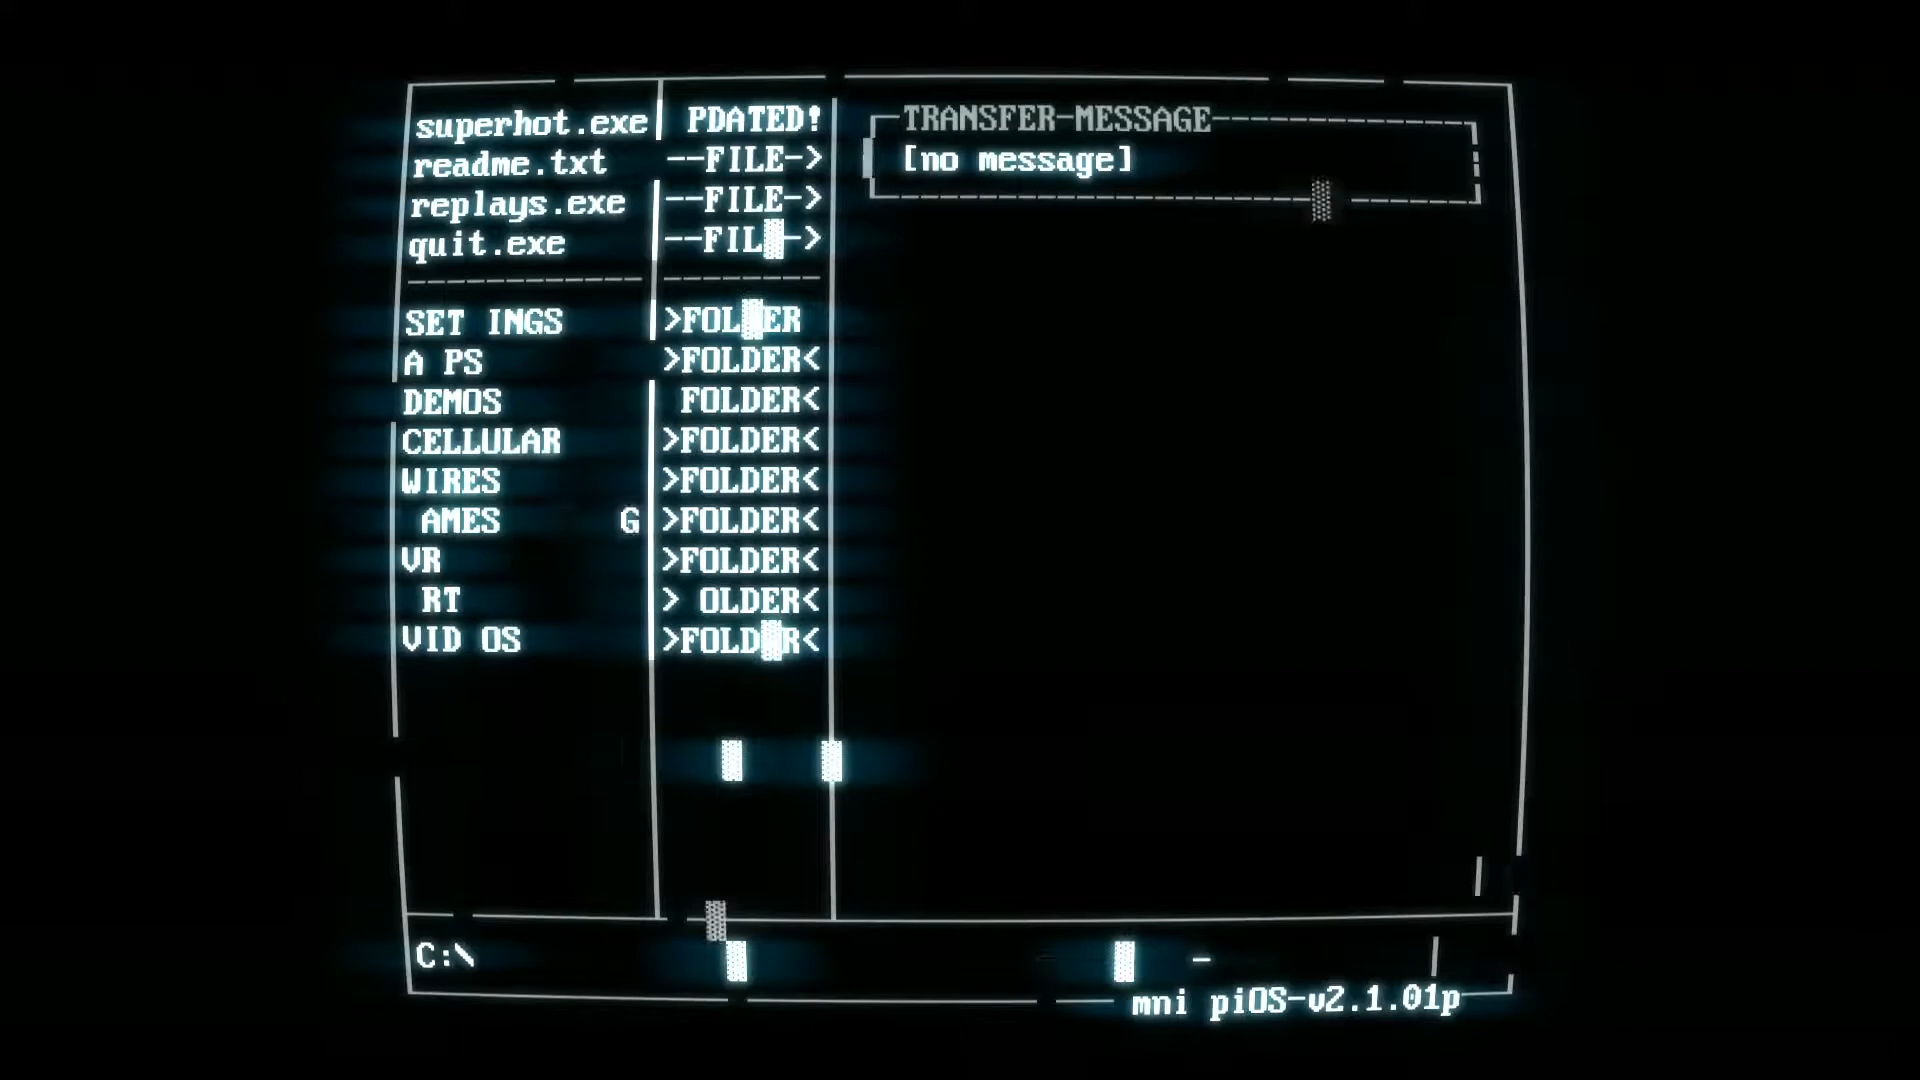 superhot.exe PDATED!
readme.txt --FILE->
replays.exe --FILE->
quit.exe --FIL ->
SET INGS >FOL ER
A PS >FOLDER<
DEMOS FOLDER<
CELLULAR >FOLDER<
WIRES >FOLDER<
AMES G >FOLDER<
VR >FOLDER<
RT > OLDER<
VID OS >FOLD R<
TRANSFER-MESSAGE
[no message]
C:\
mni piOS-v2.1.01p